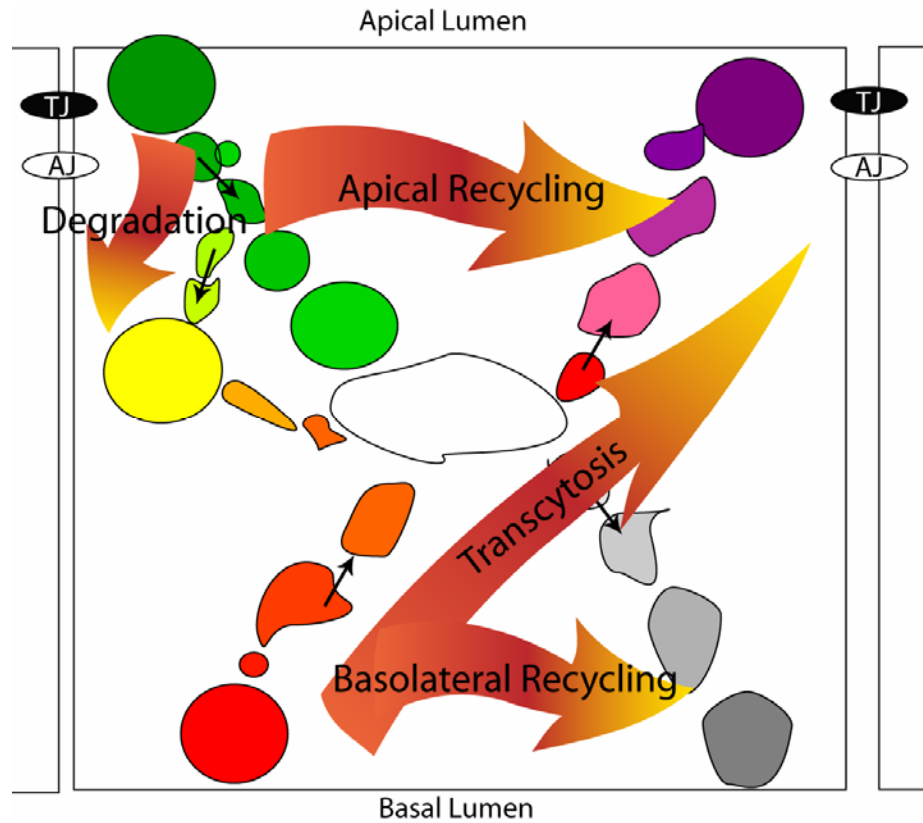 Apical Lumen
TJ
TJ
AJ
AJ
Apical Recycling
Degradation
Transcytosis
Basolateral Recycling
Basal Lumen